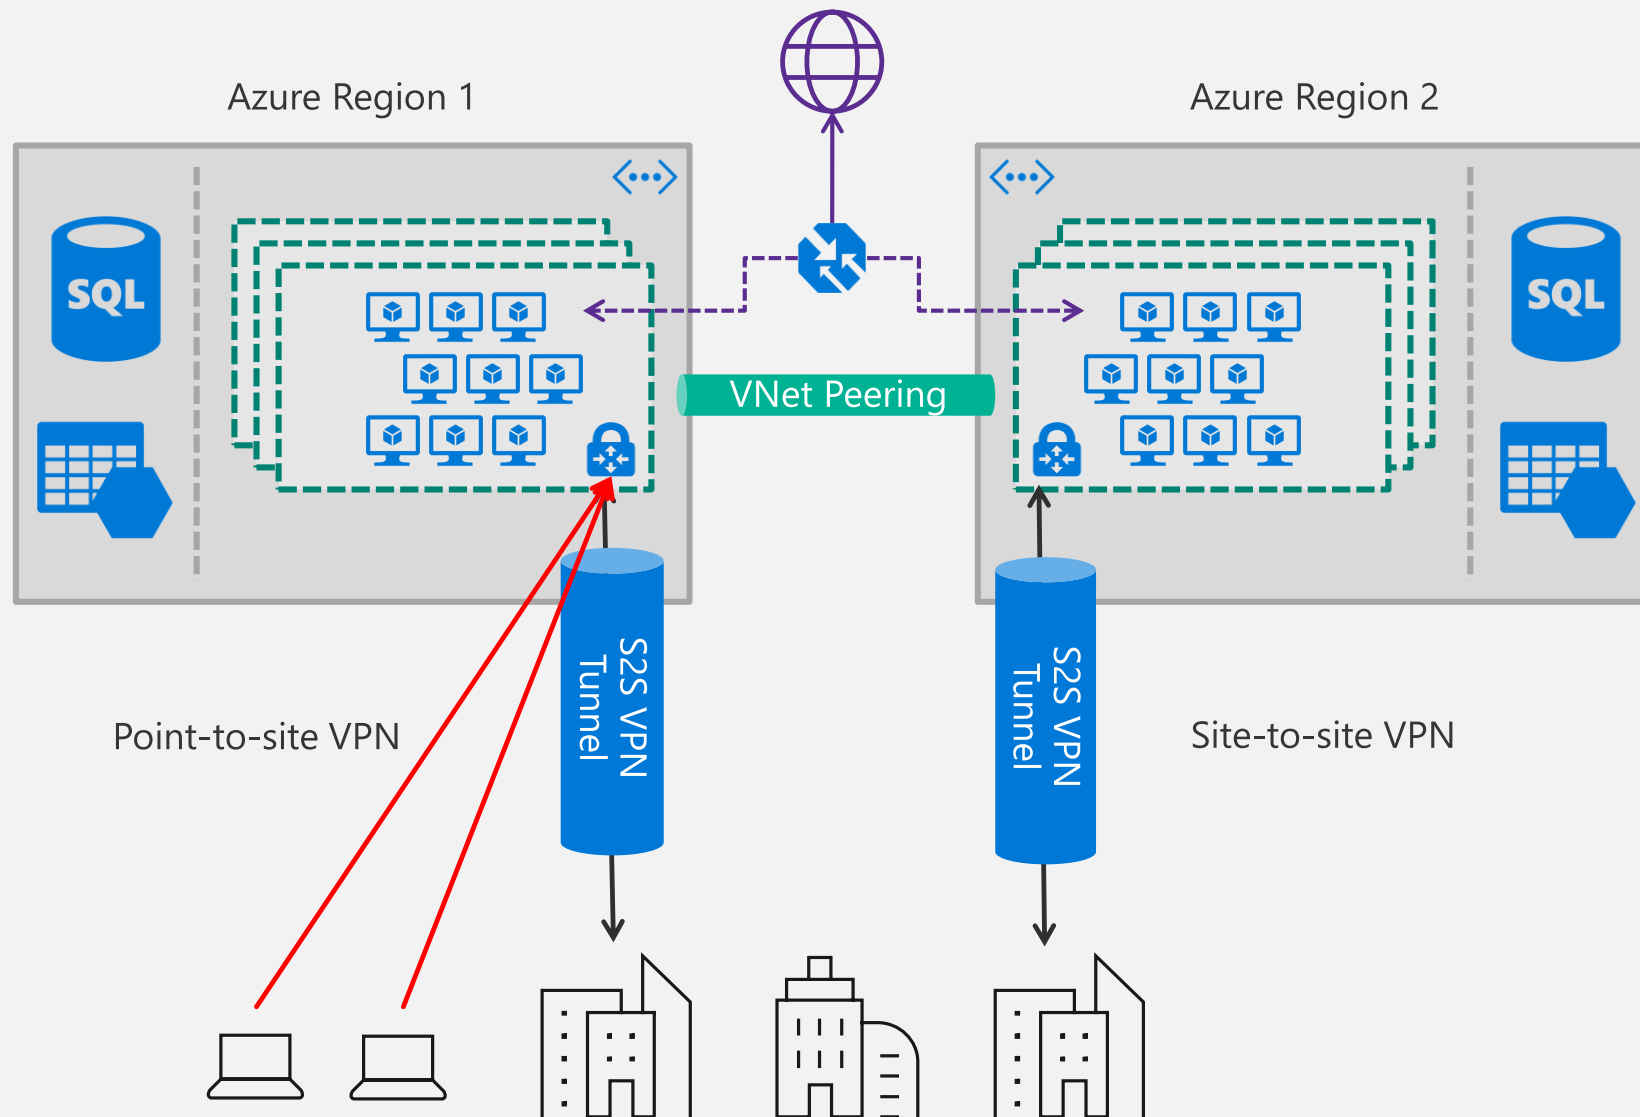 Azure Region 1
Azure Region 2
SQL
SQL
VNet Peering
S2S VPN
Tunnel
S2S VPN
Tunnel
Point-to-site VPN
Site-to-site VPN